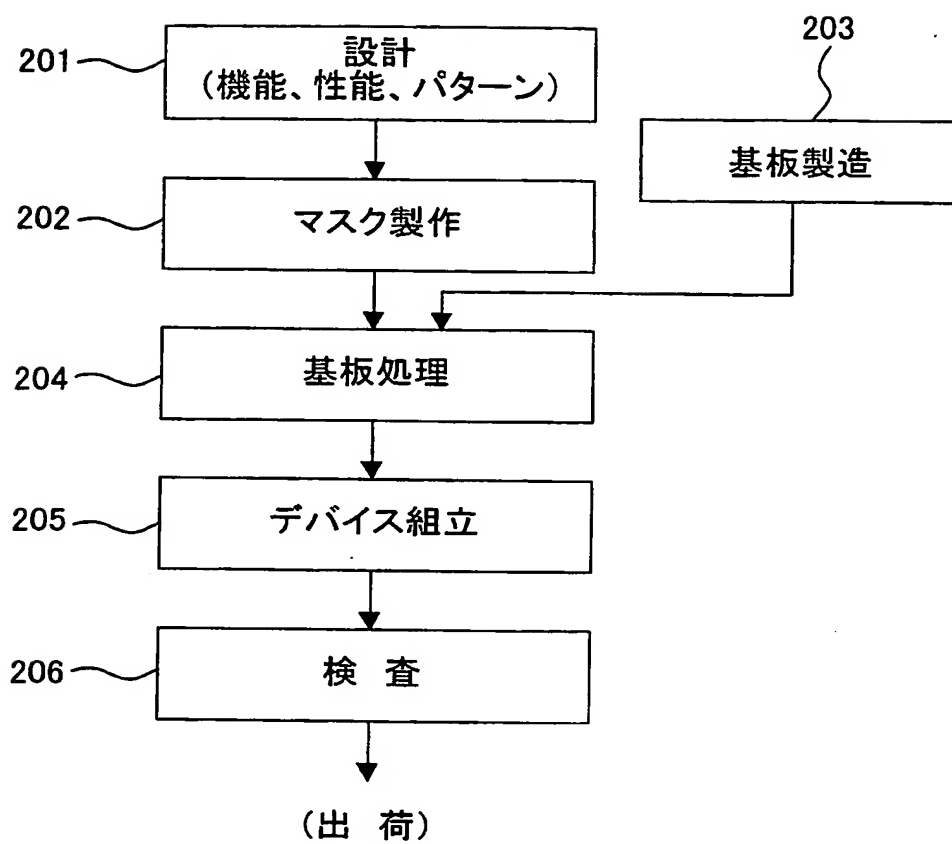 203
201
設計
(機能、性能、パターン)
基板製造
202
マスク製作
204
基板処理
205
デバイス組立
206
検 査
(出 荷)